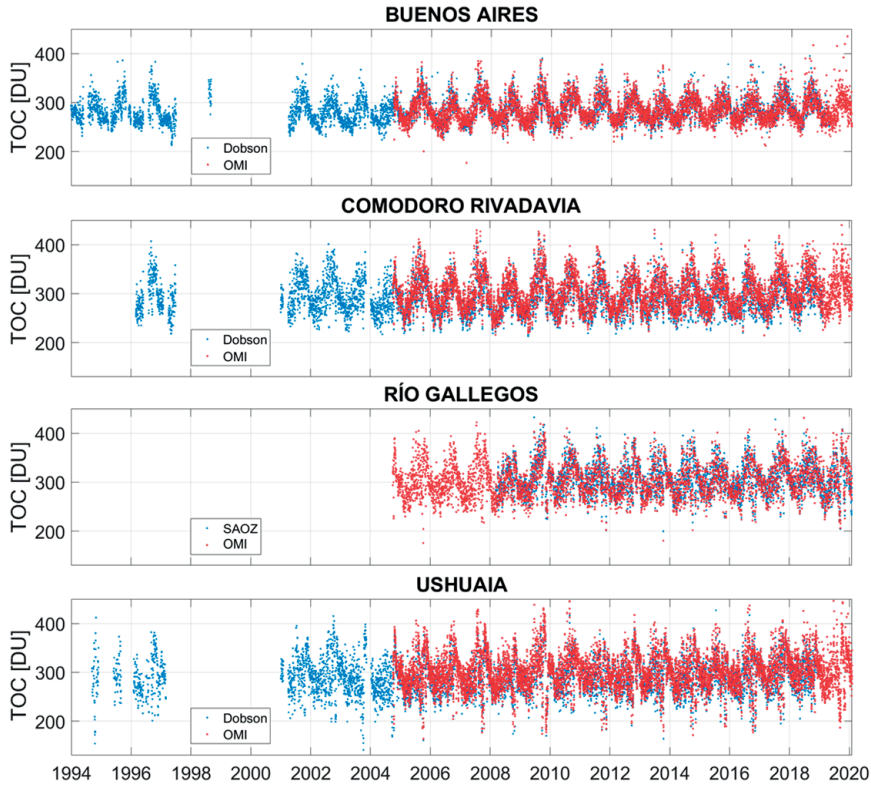 BUENOS AIRES
TOC [DU]
400
300
200
Dobson
OMI
COMODORO RIVADAVIA
TOC [DU]
400
300
200
Dobson
OMI
RÍO GALLEGOS
TOC [DU]
400
300
200
SAOZ
OMI
USHUAIA
TOC [DU]
400
300
200
Dobson
OMI
1994 1996 1998 2000 2002 2004 2006 2008 2010 2012 2014 2016 2018 2020